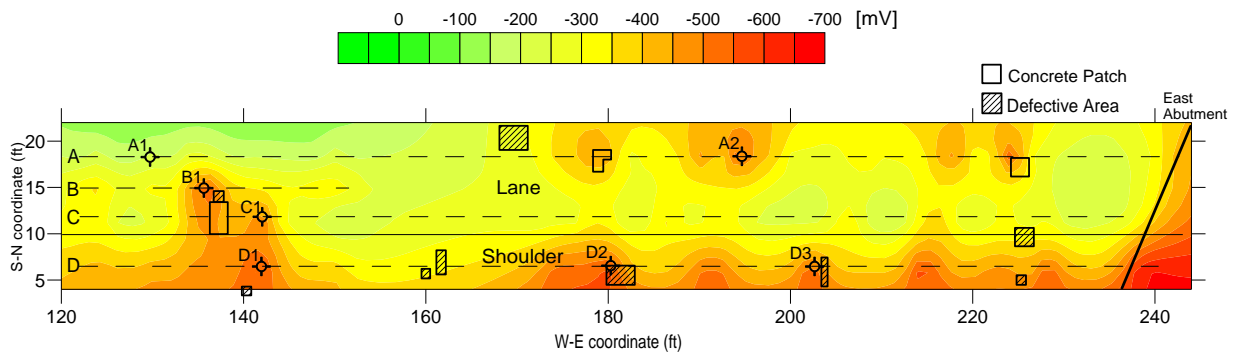 0 -100 -200 -300 -400 -500 -600 -700 [mV]
Concrete Patch
Defective Area
East
Abutment
S-N coordinate (ft)
20
15
10
5
A
B
C
D
A1
A2
B1
C1
D1
D2
D3
Lane
Shoulder
120 140 160 180 200 220 240
W-E coordinate (ft)